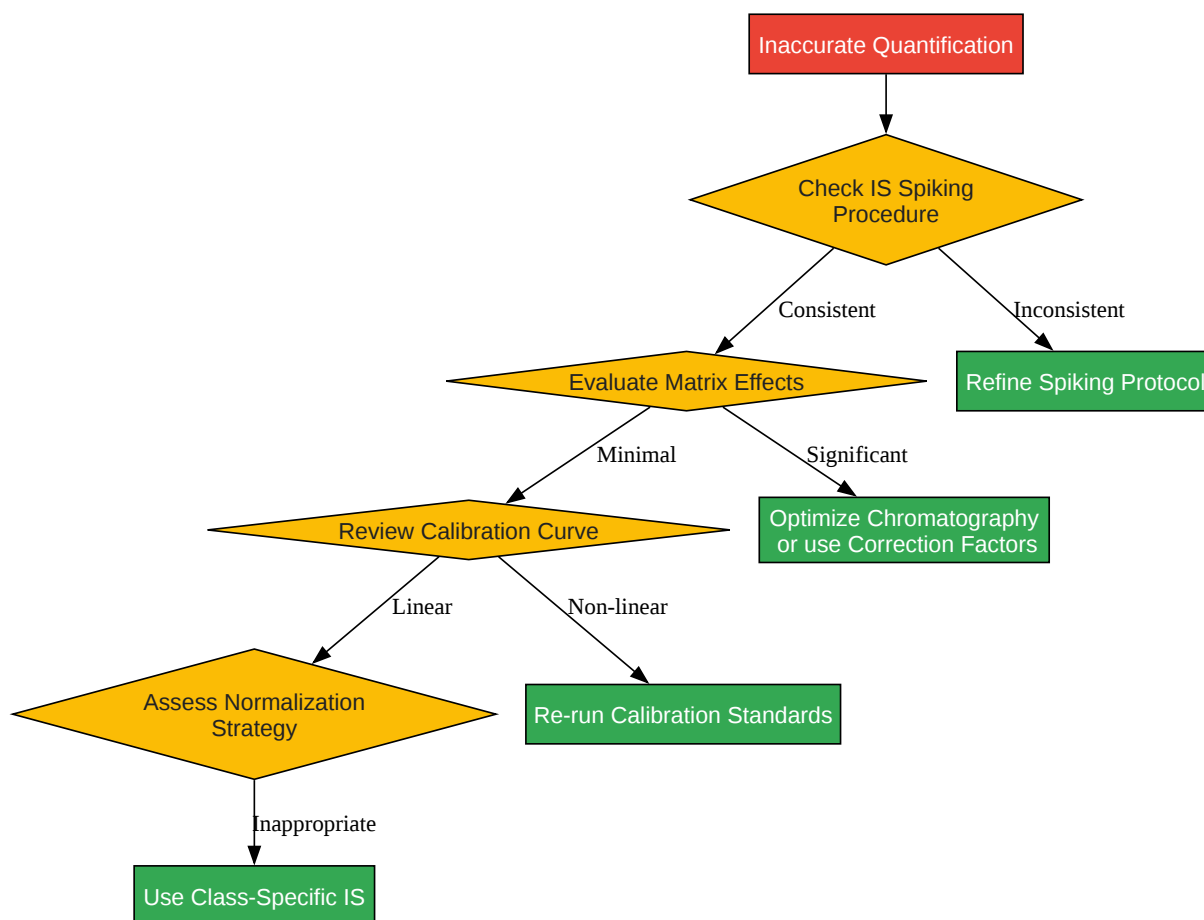 Inaccurate Quantification
Check IS Spiking
Procedure
Consistent
Inconsistent
Evaluate Matrix Effects
Refine Spiking Protocol
Minimal
Significant
Review Calibration Curve
Optimize Chromatography
or use Correction Factors
Linear
Non-linear
Assess Normalization
Strategy
Re-run Calibration Standards
Inappropriate
Use Class-Specific IS